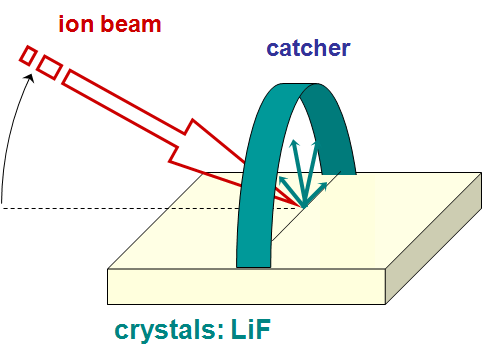 ion beam
catcher
crystals: LiF